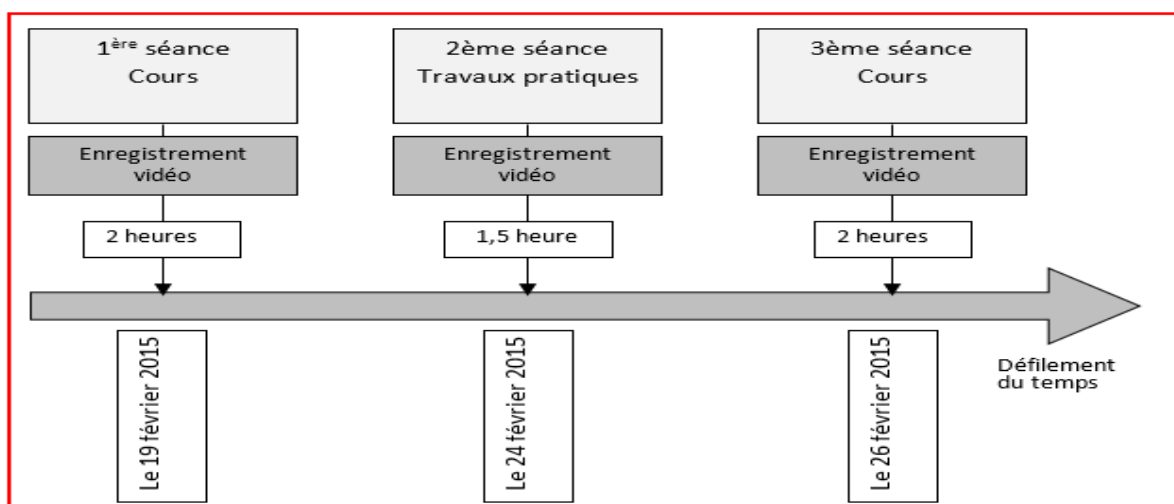 1ère séance
Cours
2ème séance
Travaux pratiques
3ème séance
Cours
Enregistrement
vidéo
Enregistrement
vidéo
Enregistrement
vidéo
2 heures
1,5 heure
2 heures
Le 19 février 2015
Le 24 février 2015
Le 26 février 2015
Défilement
du temps